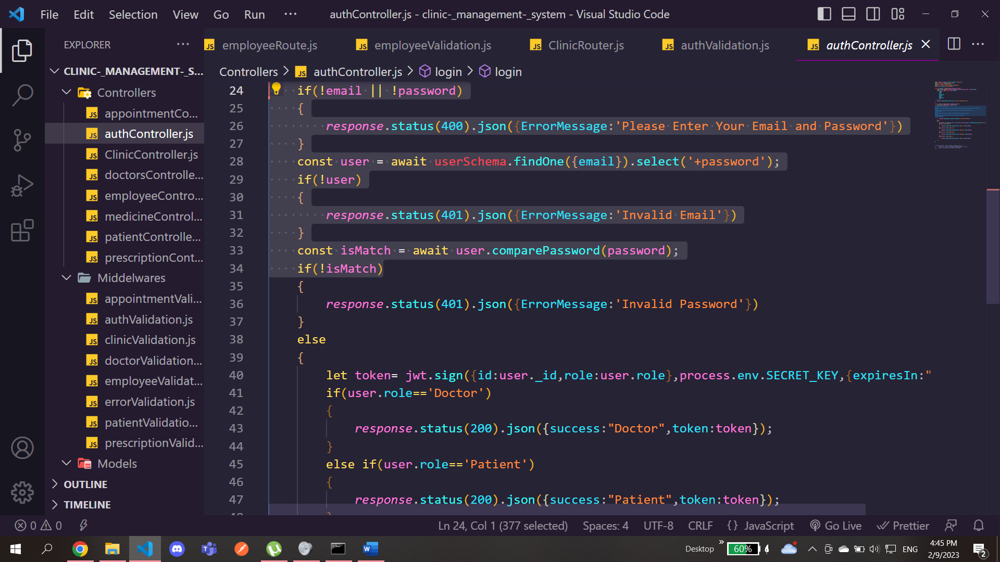 File Edit Selection View Go Run ··· authController.js - clinic-_management-_system - Visual Studio Code
EXPLORER ···
employeeRoute.js employeeValidation.js ClinicRouter.js authValidation.js authController.js
CLINIC-_MANAGEMENT-_S...
Controllers > authController.js > login > login
Controllers
appointmentCo...
authController.js
ClinicController.js
doctorsControlle...
employeeContro...
medicineControl...
patientControlle...
prescriptionCont...
Middelwares
appointmentVali...
authValidation.js
clinicValidation.js
doctorValidation...
employeeValidat...
errorValidation.js
patientValidatio...
prescriptionValid...
Models
OUTLINE
TIMELINE
24 if(!email || !password)
25 {
26 response.status(400).json({ErrorMessage:'Please Enter Your Email and Password'})
27 }
28 const user = await userSchema.findOne({email}).select('+password');
29 if(!user)
30 {
31 response.status(401).json({ErrorMessage:'Invalid Email'})
32 }
33 const isMatch = await user.comparePassword(password);
34 if(!isMatch)
35 {
36 response.status(401).json({ErrorMessage:'Invalid Password'})
37 }
38 else
39 {
40 let token= jwt.sign({id:user._id,role:user.role},process.env.SECRET_KEY,{expiresIn:"
41 if(user.role=='Doctor')
42 {
43 response.status(200).json({success:"Doctor",token:token});
44 }
45 else if(user.role=='Patient')
46 {
47 response.status(200).json({success:"Patient",token:token});
0 0 Ln 24, Col 1 (377 selected) Spaces: 4 UTF-8 CRLF {} JavaScript Go Live Prettier
Desktop » 60% ENG 4:45 PM
2/9/2023 2